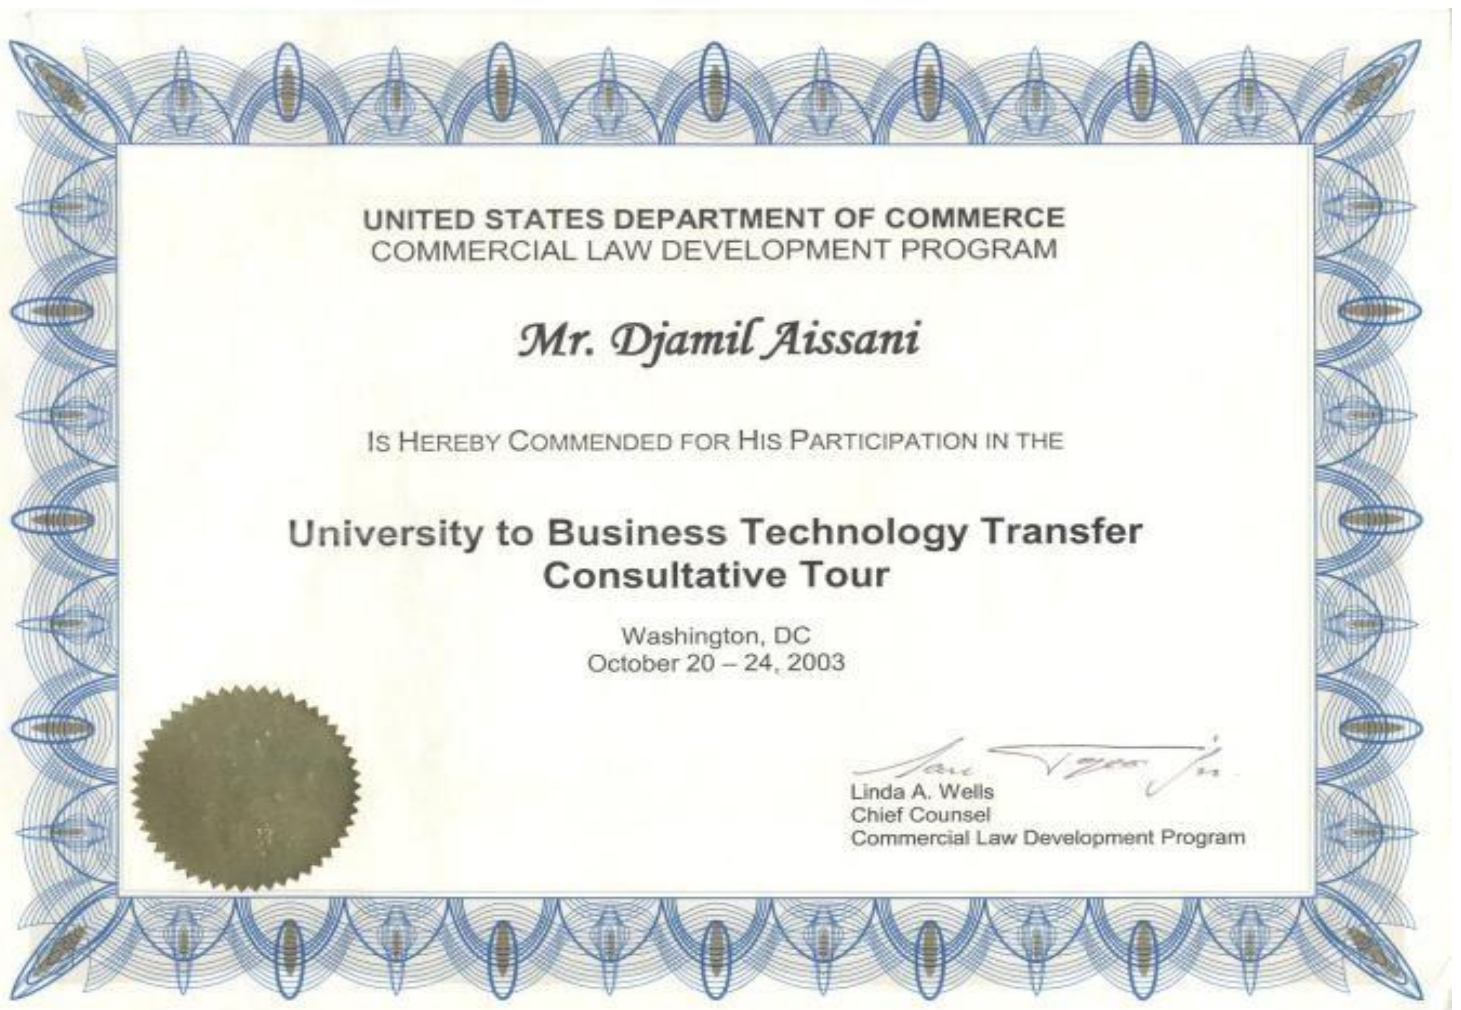 UNITED STATES DEPARTMENT OF COMMERCE
COMMERCIAL LAW DEVELOPMENT PROGRAM
Mr. Djamil Aissani
IS HEREBY COMMENDED FOR HIS PARTICIPATION IN THE
University to Business Technology Transfer
Consultative Tour
Washington, DC
October 20 – 24, 2003
Linda A. Wells
Chief Counsel
Commercial Law Development Program